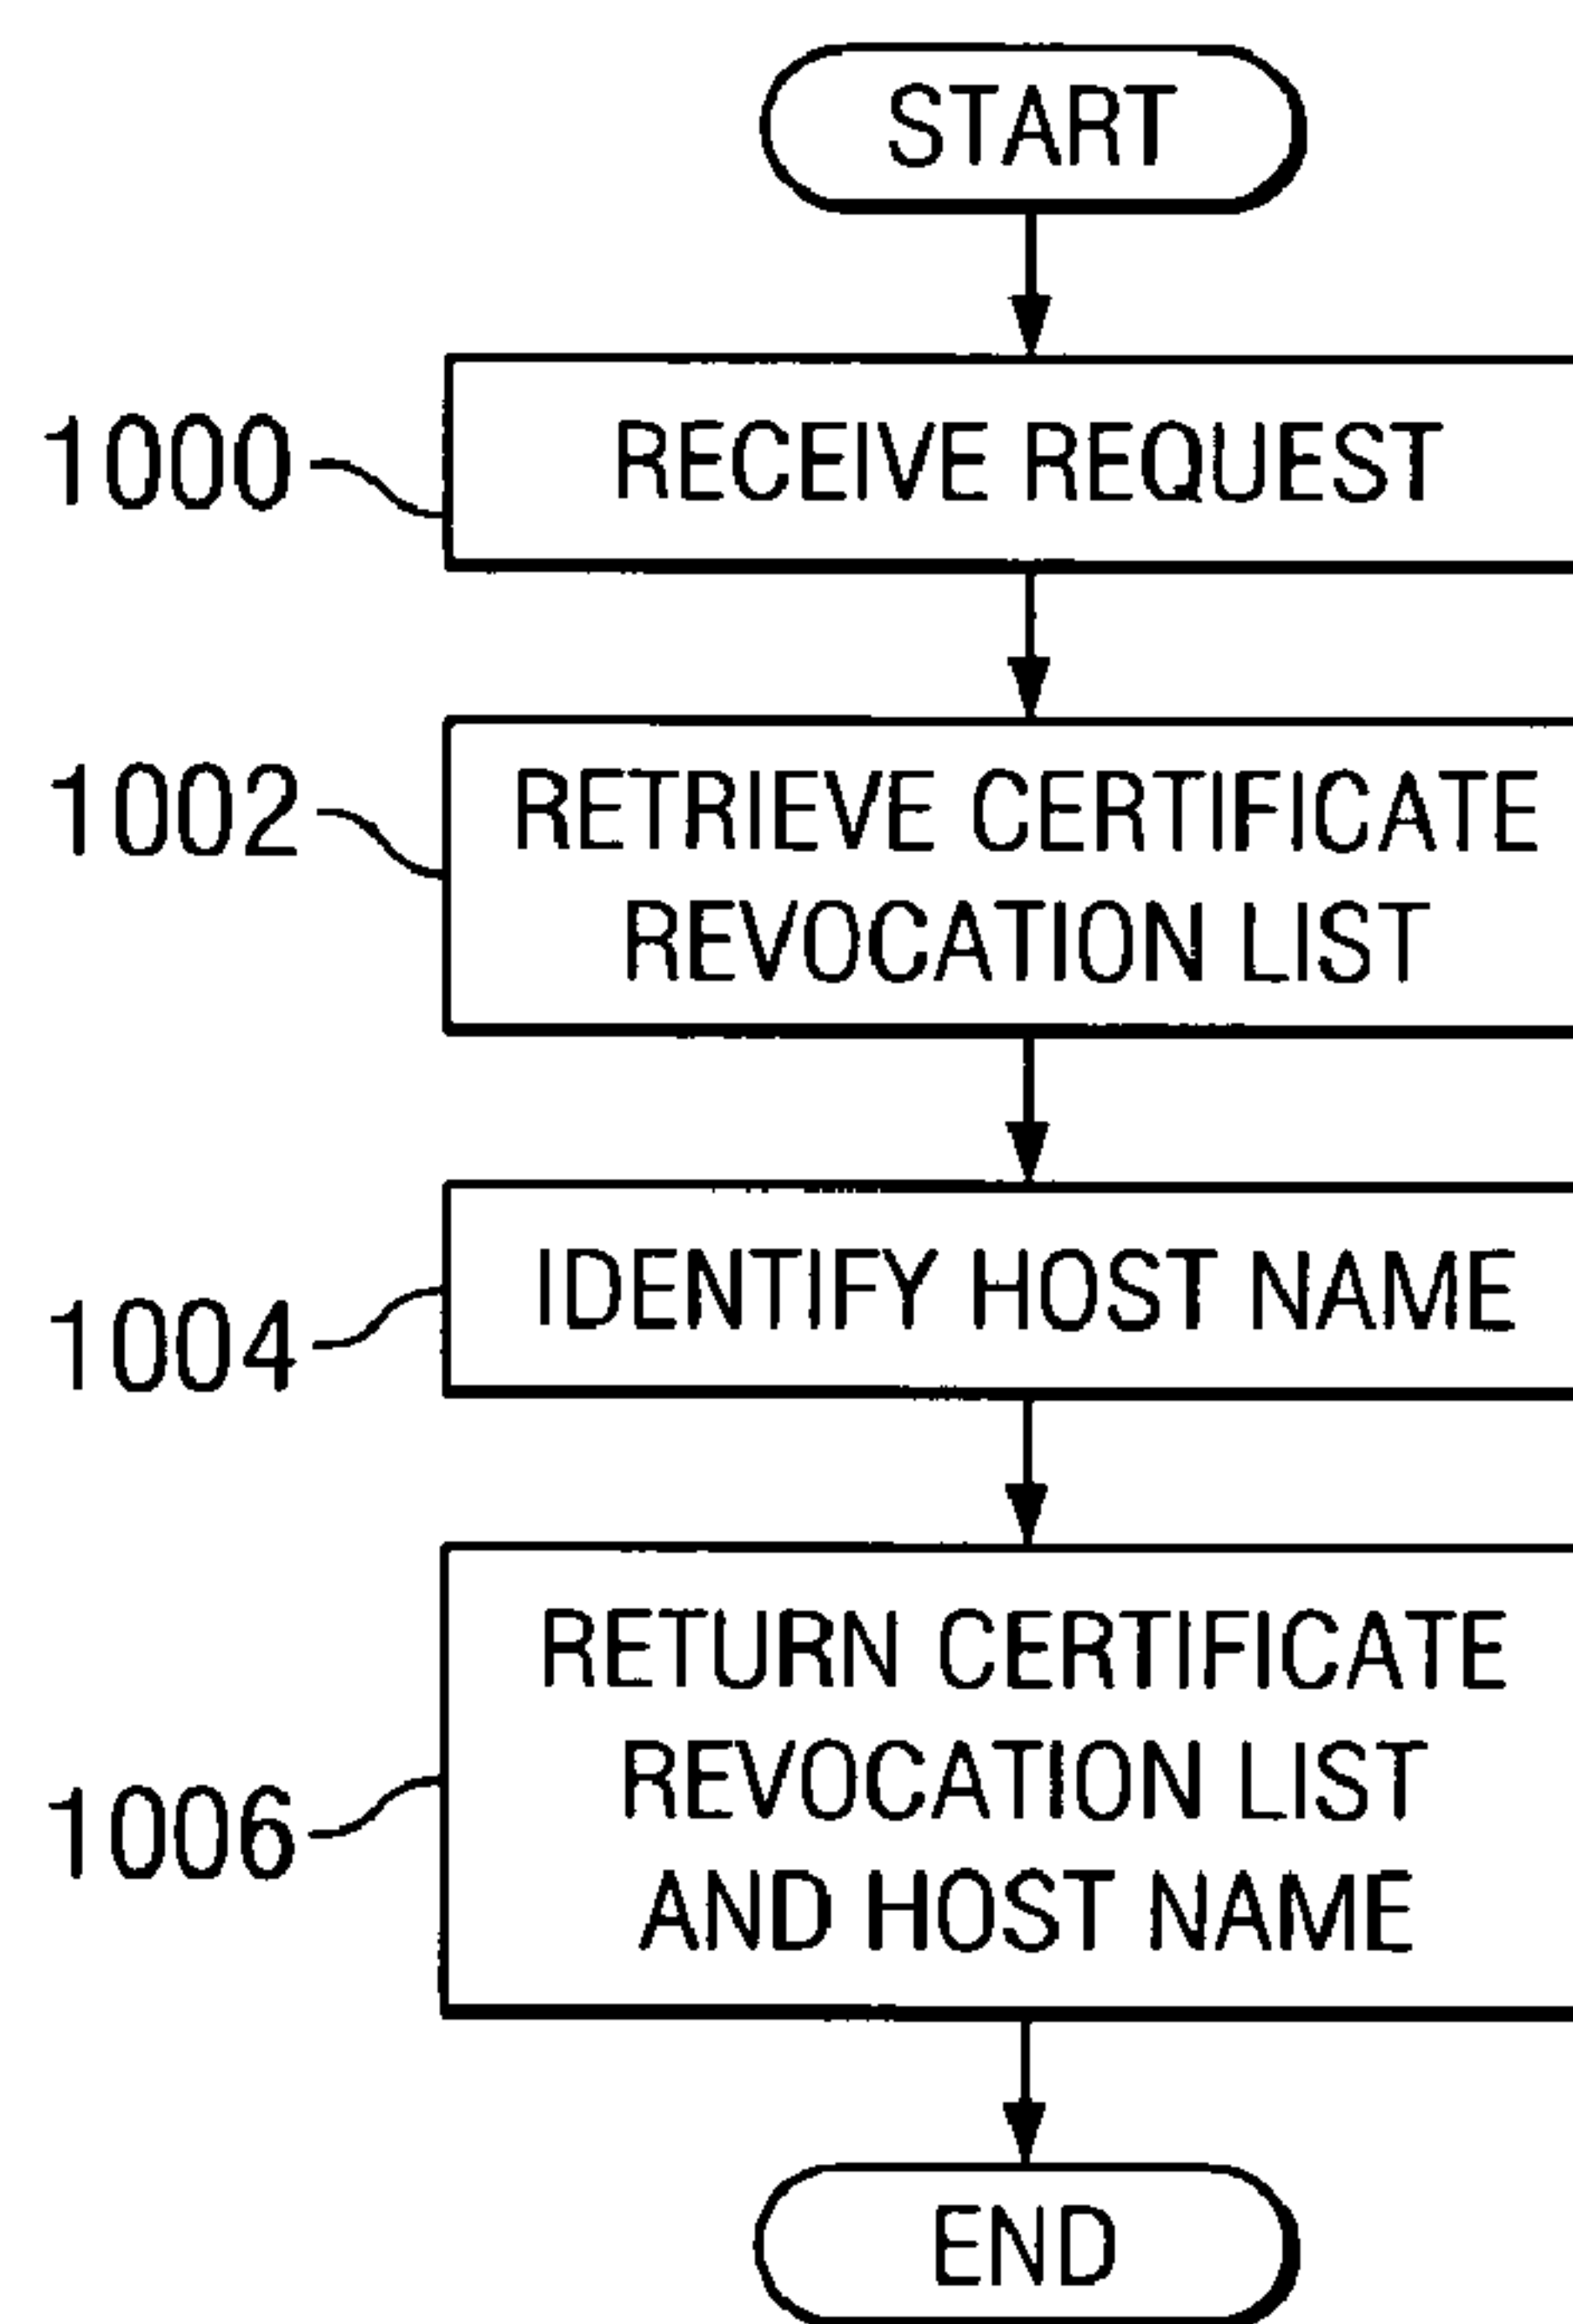 START
1000
RECEIVE REQUEST
1002
RETRIEVE CERTIFICATE
REVOCATION LIST
1004
IDENTIFY HOST NAME
1006
RETURN CERTIFICATE
REVOCATION LIST
AND HOST NAME
END